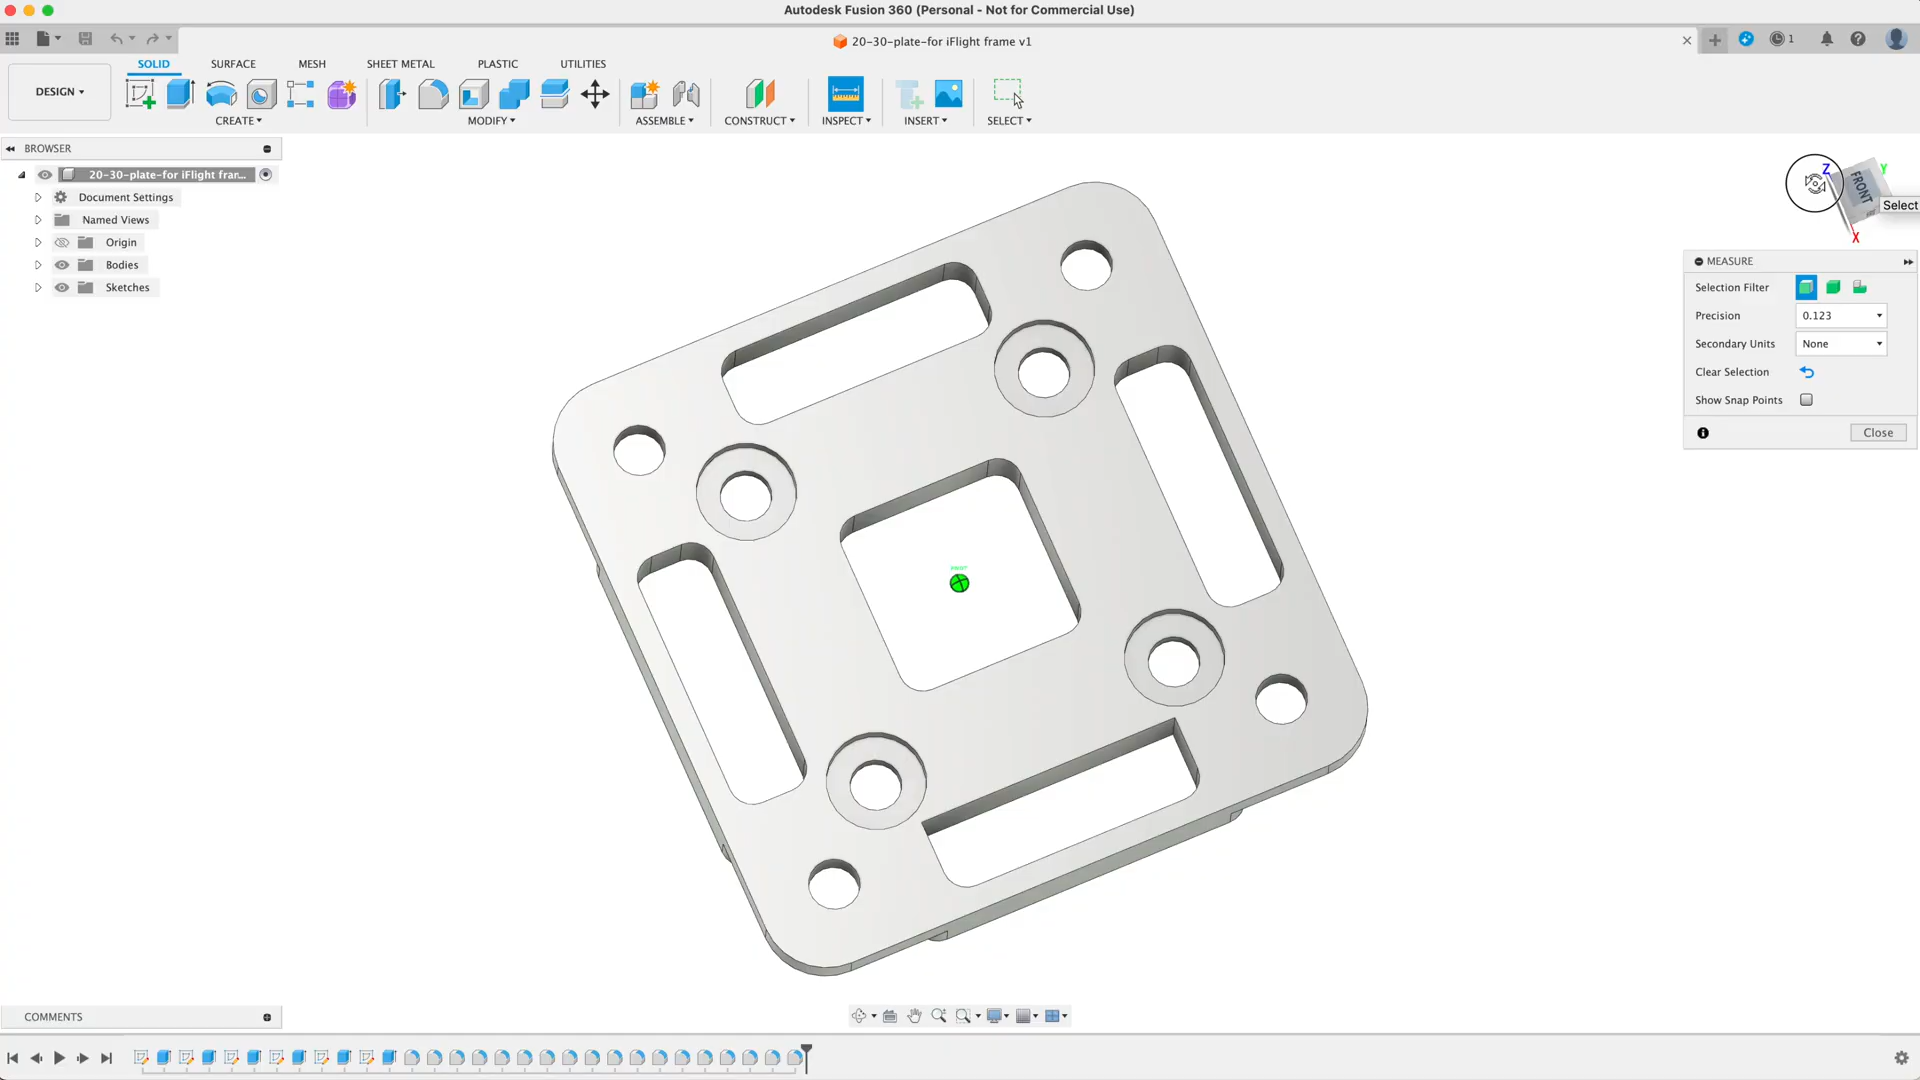 Autodesk Fusion 360 (Personal - Not for Commercial Use)
20-30-plate-for iFlight frame v1
1
DESIGN
SOLID
SURFACE
MESH
SHEET METAL
PLASTIC
UTILITIES
CREATE
MODIFY
ASSEMBLE
CONSTRUCT
INSPECT
INSERT
SELECT
BROWSER
20-30-plate-for iFlight fran...
Document Settings
Named Views
Origin
Bodies
Sketches
Z
Y
FRONT
X
Select
MEASURE
Selection Filter
Precision
0.123
Secondary Units
None
Clear Selection
Show Snap Points
Close
PIVOT
COMMENTS